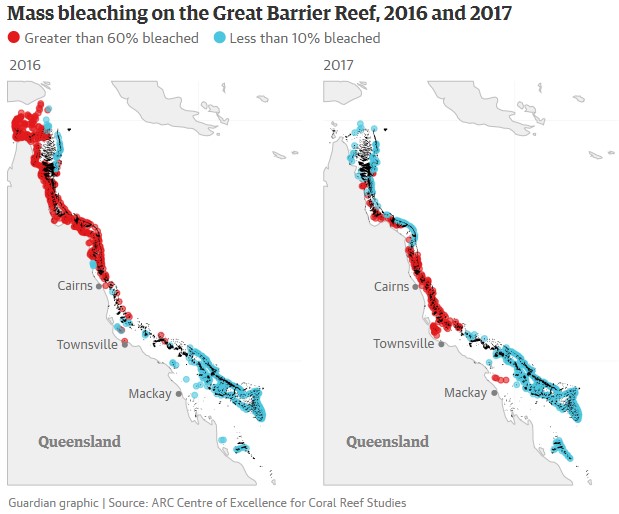 Mass bleaching on the Great Barrier Reef, 2016 and 2017
Greater than 60% bleached Less than 10% bleached
2016 2017
Cairns Cairns
Townsville Townsville
Mackay Mackay
Queensland Queensland
Guardian graphic | Source: ARC Centre of Excellence for Coral Reef Studies